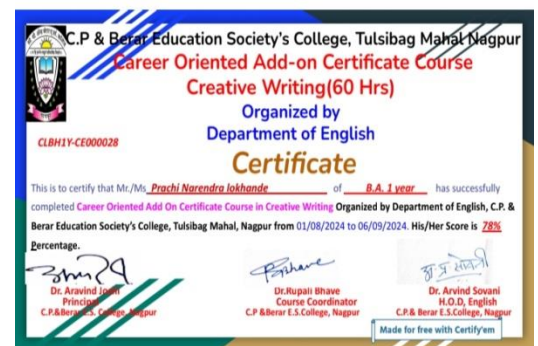 C.P & Berar Education Society's College, Tulsibag Mahal Nagpur
Career Oriented Add-on Certificate Course
Creative Writing(60 Hrs)
Organized by
Department of English
CLBH1Y-CE000028
Certificate
This is to certify that Mr./Ms. Prachi Narendra lokhande of B.A. 1 year has successfully
completed Career Oriented Add On Certificate Course in Creative Writing Organized by Department of English, C.P. &
Berar Education Society's College, Tulsibag Mahal, Nagpur from 01/08/2024 to 06/09/2024. His/Her Score is 78%
Percentage.
Dr. Aravind Joshi Dr.Rupali Bhave Dr. Arvind Sovani
Principal Course Coordinator H.O.D, English
C.P.&Berar E.S. College, Nagpur C.P &Berar E.S.College, Nagpur C.P.& Berar E.S.College, Nagpur
Made for free with Certify'em